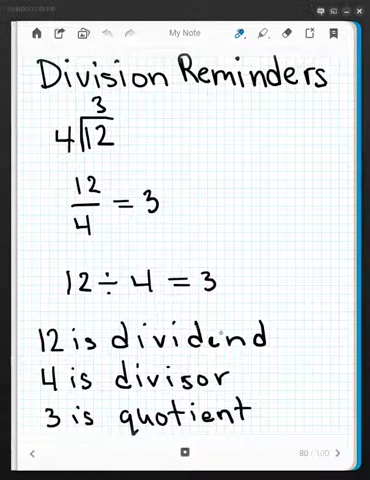 My Note
Division Reminders
3
4 12
12
4 = 3
12 ÷ 4 = 3
12 is dividend
4 is divisor
3 is quotient
80 / 100